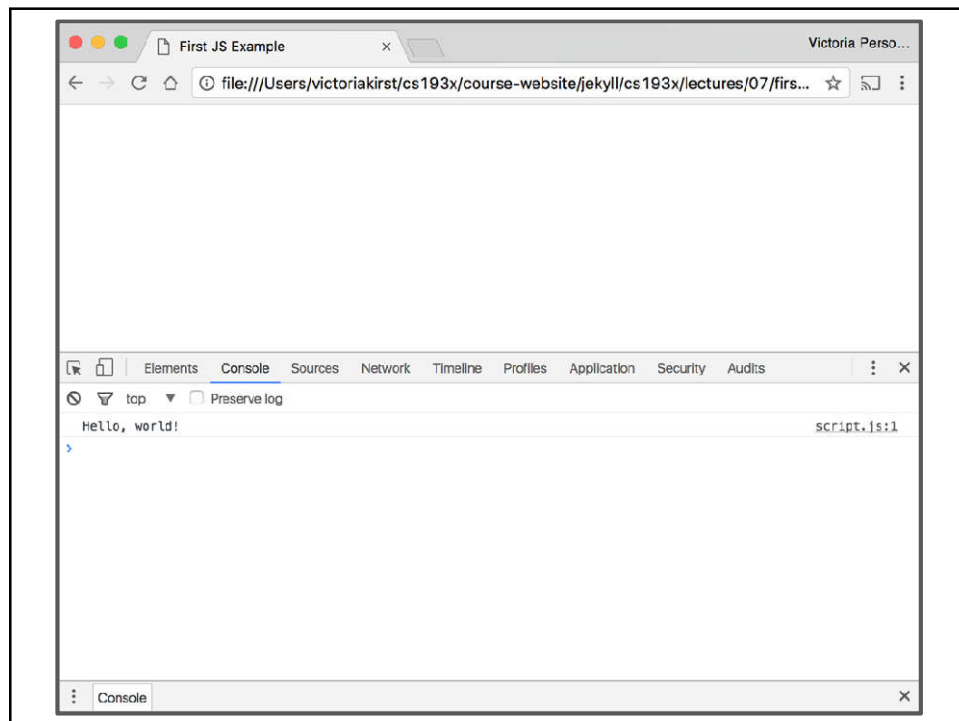 First JS Example
Victoria Perso...
file:///Users/victoriakirst/cs193x/course-website/jekyll/cs193x/lectures/07/firs...
Elements Console Sources Network Timeline Profiles Application Security Audits
top Preserve log
Hello, world! script.js:1
Console